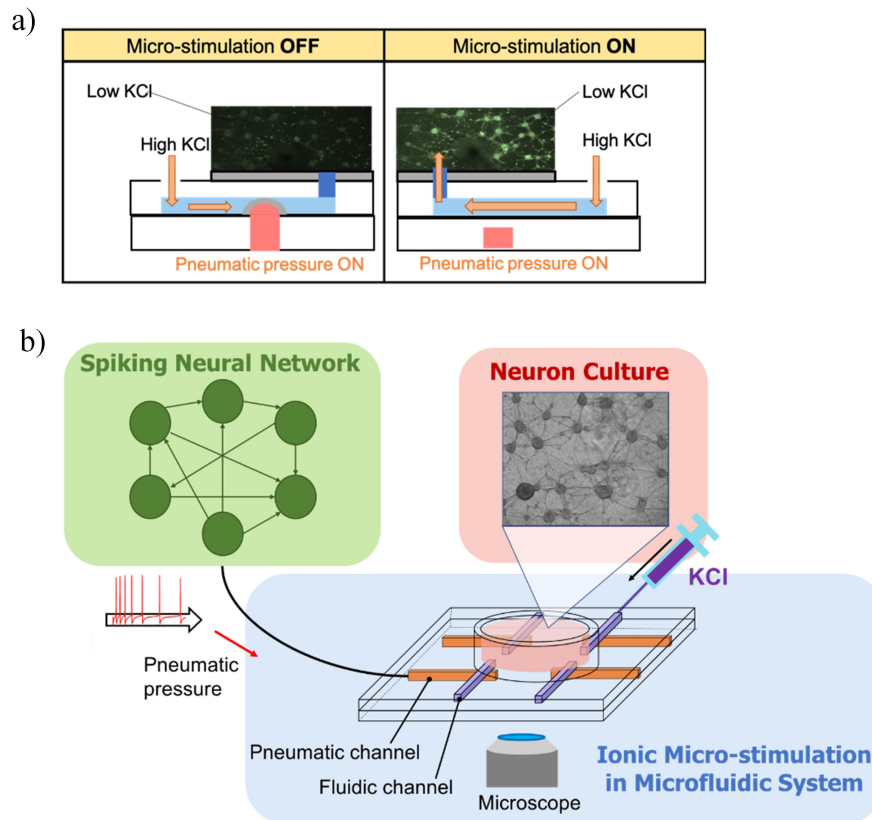 a)
Micro-stimulation OFF
Micro-stimulation ON
Low KCl
Low KCl
High KCl
High KCl
Pneumatic pressure ON
Pneumatic pressure ON
b)
Spiking Neural Network
Neuron Culture
KCl
Pneumatic
pressure
Pneumatic channel
Fluidic channel
Microscope
Ionic Micro-stimulation
in Microfluidic System